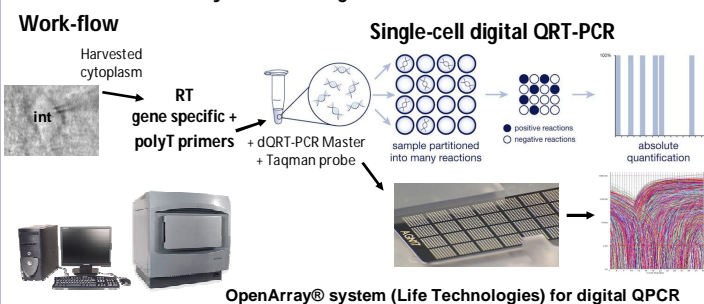 Work-flow
Single-cell digital QRT-PCR
Harvested
cytoplasm
int
RT
gene specific +
polyT primers
+ dQRT-PCR Master
+ Taqman probe
sample partitioned
into many reactions
positive reactions
negative reactions
100%
absolute
quantification
OpenArray® system (Life Technologies) for digital QPCR